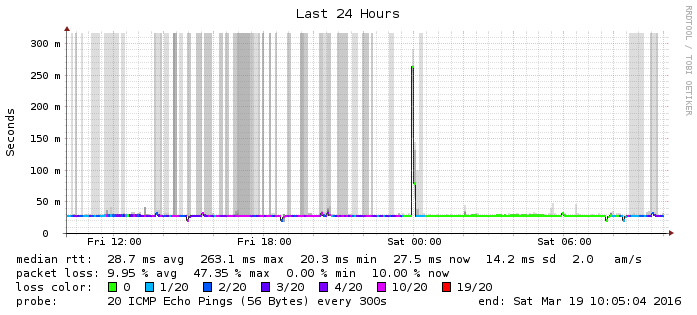 Last 24 Hours
RRDTOOL / TOBI OETIKER
Seconds
300 m
250 m
200 m
150 m
100 m
50 m
0
Fri 12:00 Fri 18:00 Sat 00:00 Sat 06:00
median rtt: 28.7 ms avg 263.1 ms max 20.3 ms min 27.5 ms now 14.2 ms sd 2.0 am/s
packet loss: 9.95 % avg 47.35 % max 0.00 % min 10.00 % now
loss color: 0 1/20 2/20 3/20 4/20 10/20 19/20
probe: 20 ICMP Echo Pings (56 Bytes) every 300s end: Sat Mar 19 10:05:04 2016